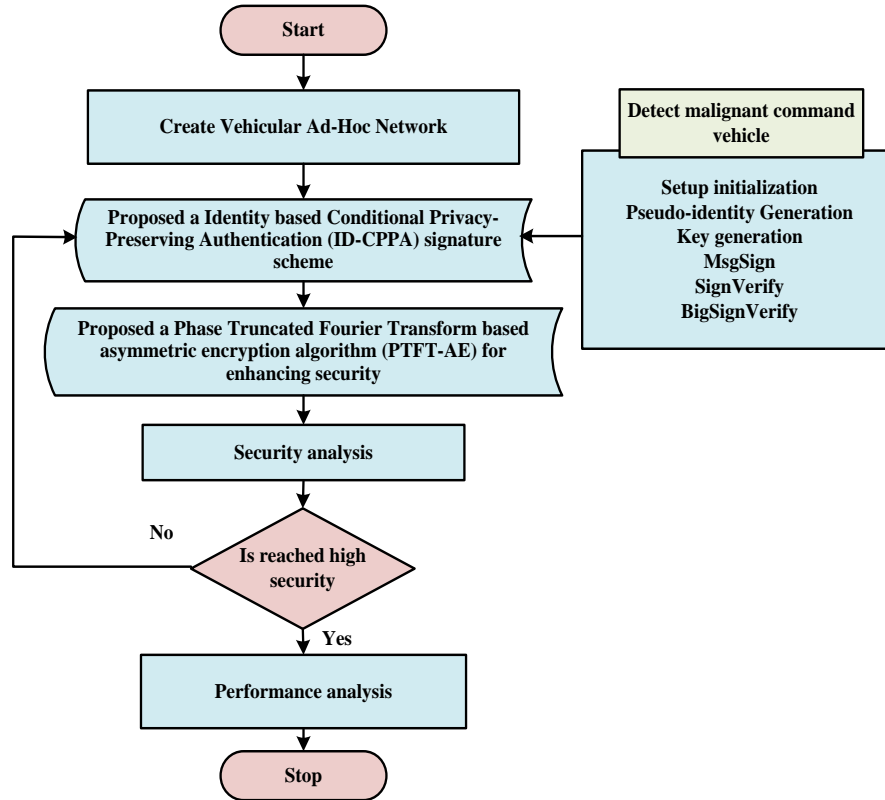 Start
Create Vehicular Ad-Hoc Network
Detect malignant command
vehicle
Setup initialization
Pseudo-identity Generation
Key generation
MsgSign
SignVerify
BigSignVerify
Proposed a Identity based Conditional Privacy-
Preserving Authentication (ID-CPPA) signature
scheme
Proposed a Phase Truncated Fourier Transform based
asymmetric encryption algorithm (PTFT-AE) for
enhancing security
Security analysis
No
Is reached high
security
Yes
Performance analysis
Stop